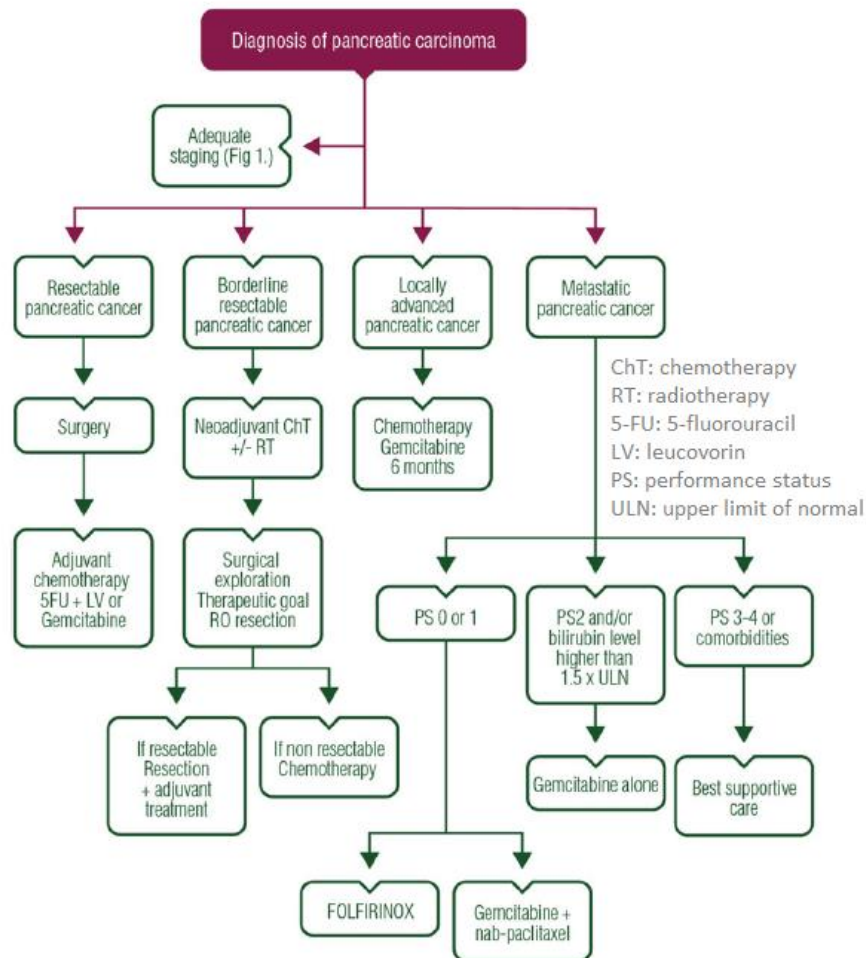 Diagnosis of pancreatic carcinoma
Adequate
staging (Fig 1.)
Resectable
pancreatic cancer
Borderline
resectable
pancreatic cancer
Locally
advanced
pancreatic cancer
Metastatic
pancreatic cancer
ChT: chemotherapy
RT: radiotherapy
5-FU: 5-fluorouracil
LV: leucovorin
PS: performance status
ULN: upper limit of normal
Surgery
Neoadjuvant ChT
+/- RT
Chemotherapy
Gemcitabine
6 months
Adjuvant
chemotherapy
5FU + LV or
Gemcitabine
Surgical
exploration
Therapeutic goal
RO resection
PS 0 or 1
PS2 and/or
bilirubin level
higher than
1.5 x ULN
PS 3-4 or
comorbidities
If resectable
Resection
+ adjuvant
treatment
If non resectable
Chemotherapy
Gemcitabine alone
Best supportive
care
FOLFIRINOX
Gemcitabine +
nab-paclitaxel